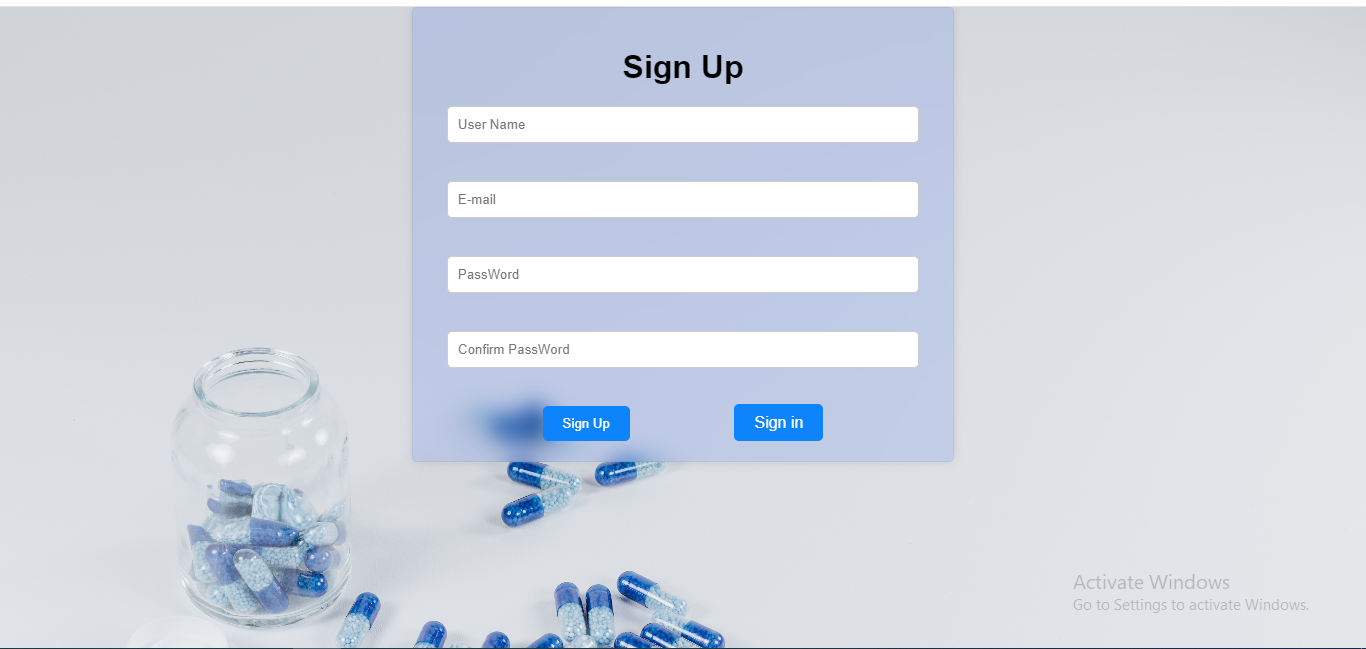 Sign Up
User Name
E-mail
PassWord
Confirm PassWord
Sign Up
Sign in
Activate Windows
Go to Settings to activate Windows.